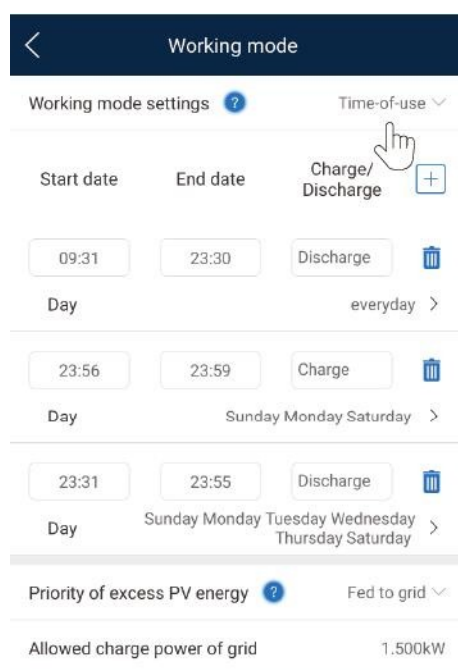 Working mode
Working mode settings ? Time-of-use
Start date End date Charge/
Discharge
09:31 23:30 Discharge
Day everyday
23:56 23:59 Charge
Day Sunday Monday Saturday
23:31 23:55 Discharge
Day Sunday Monday Tuesday Wednesday
Thursday Saturday
Priority of excess PV energy ? Fed to grid
Allowed charge power of grid 1.500kW